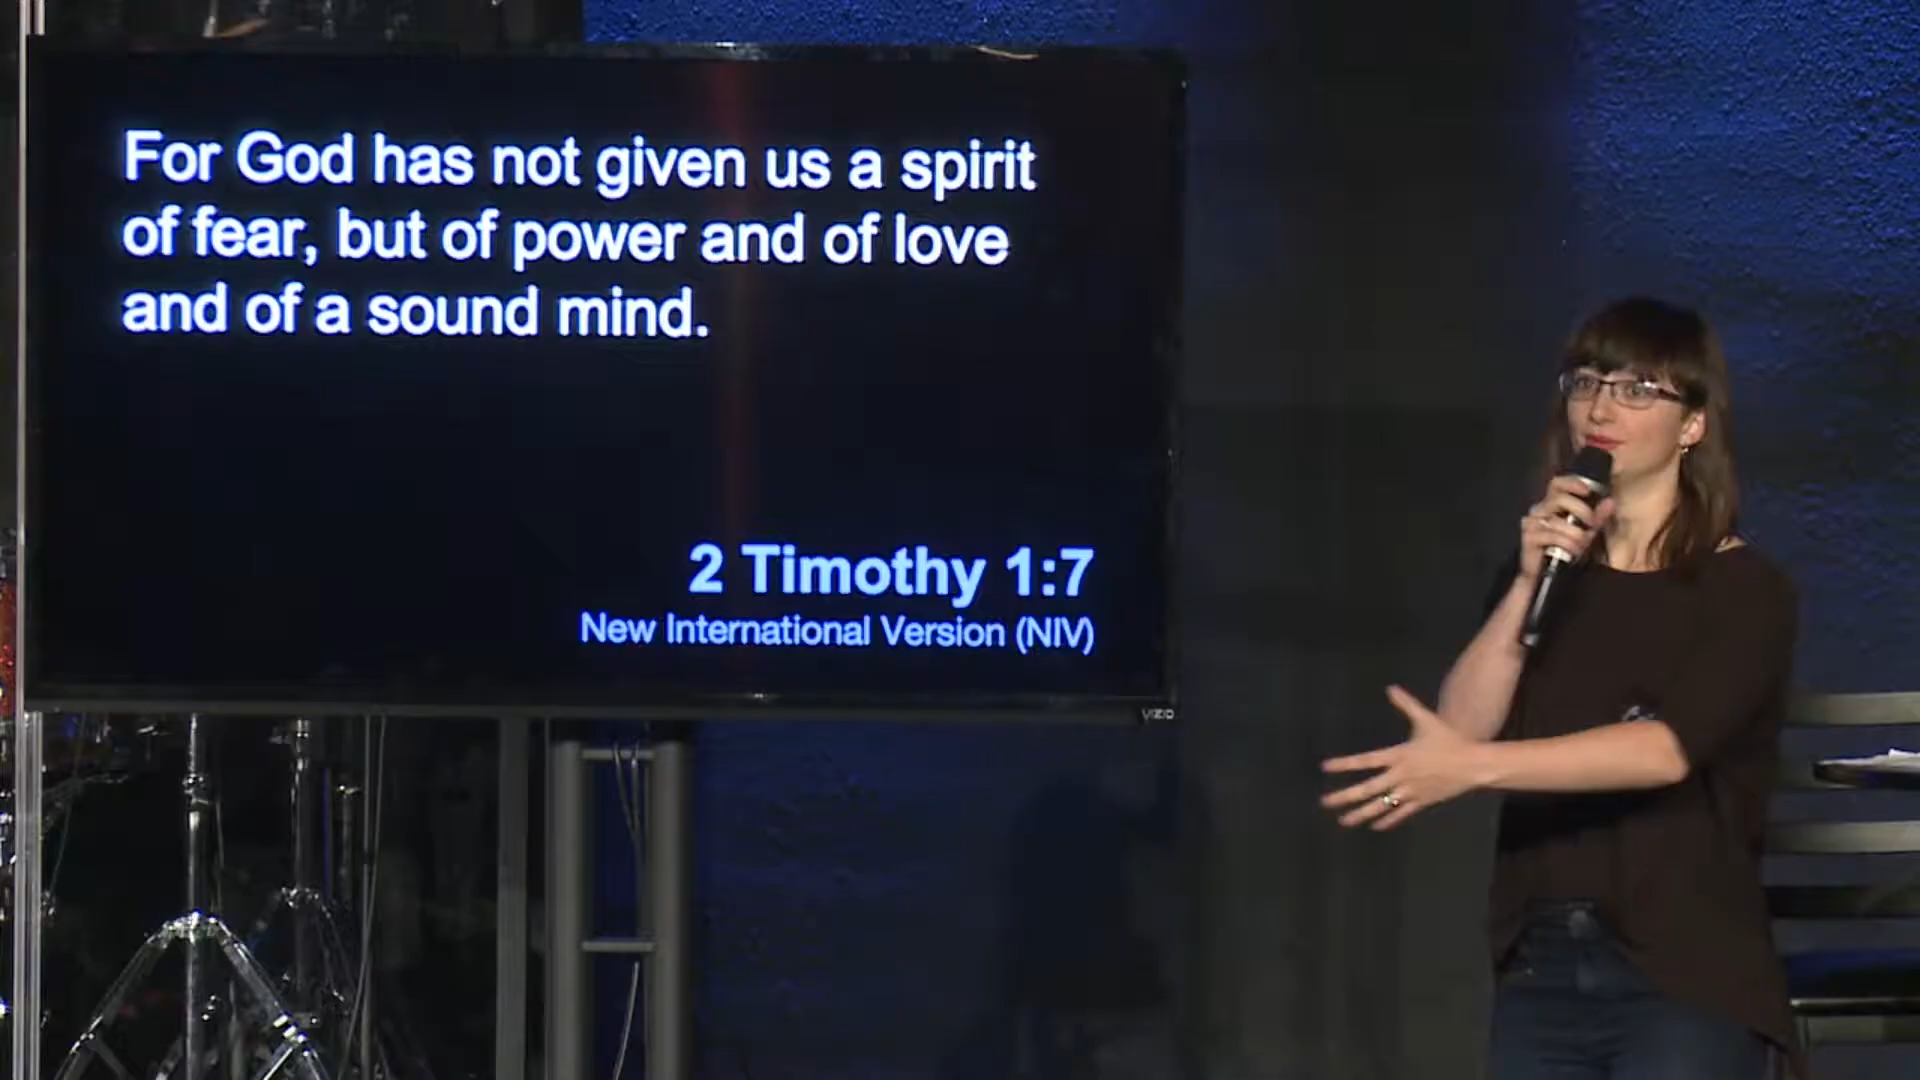 For God has not given us a spirit
of fear, but of power and of love
and of a sound mind.
2 Timothy 1:7
New International Version (NIV)
VIZIO